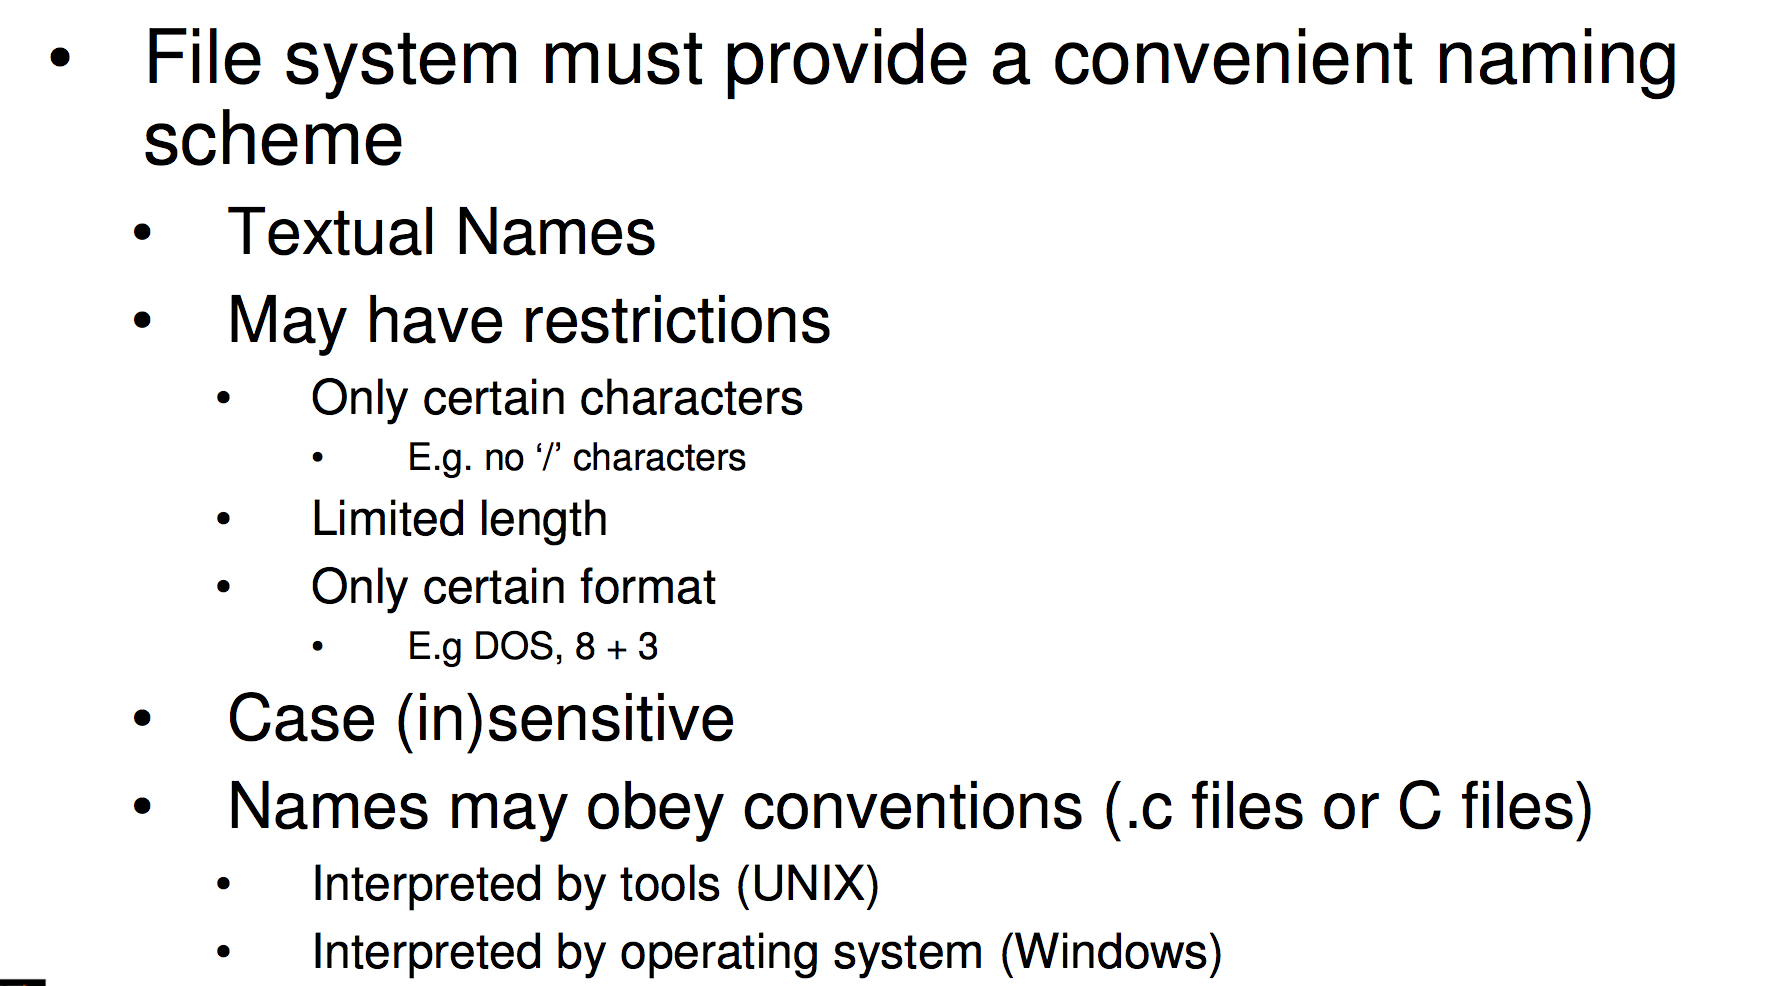 • File system must provide a convenient naming
scheme
• Textual Names
• May have restrictions
• Only certain characters
• E.g. no ‘/’ characters
• Limited length
• Only certain format
• E.g DOS, 8 + 3
• Case (in)sensitive
• Names may obey conventions (.c files or C files)
• Interpreted by tools (UNIX)
• Interpreted by operating system (Windows)